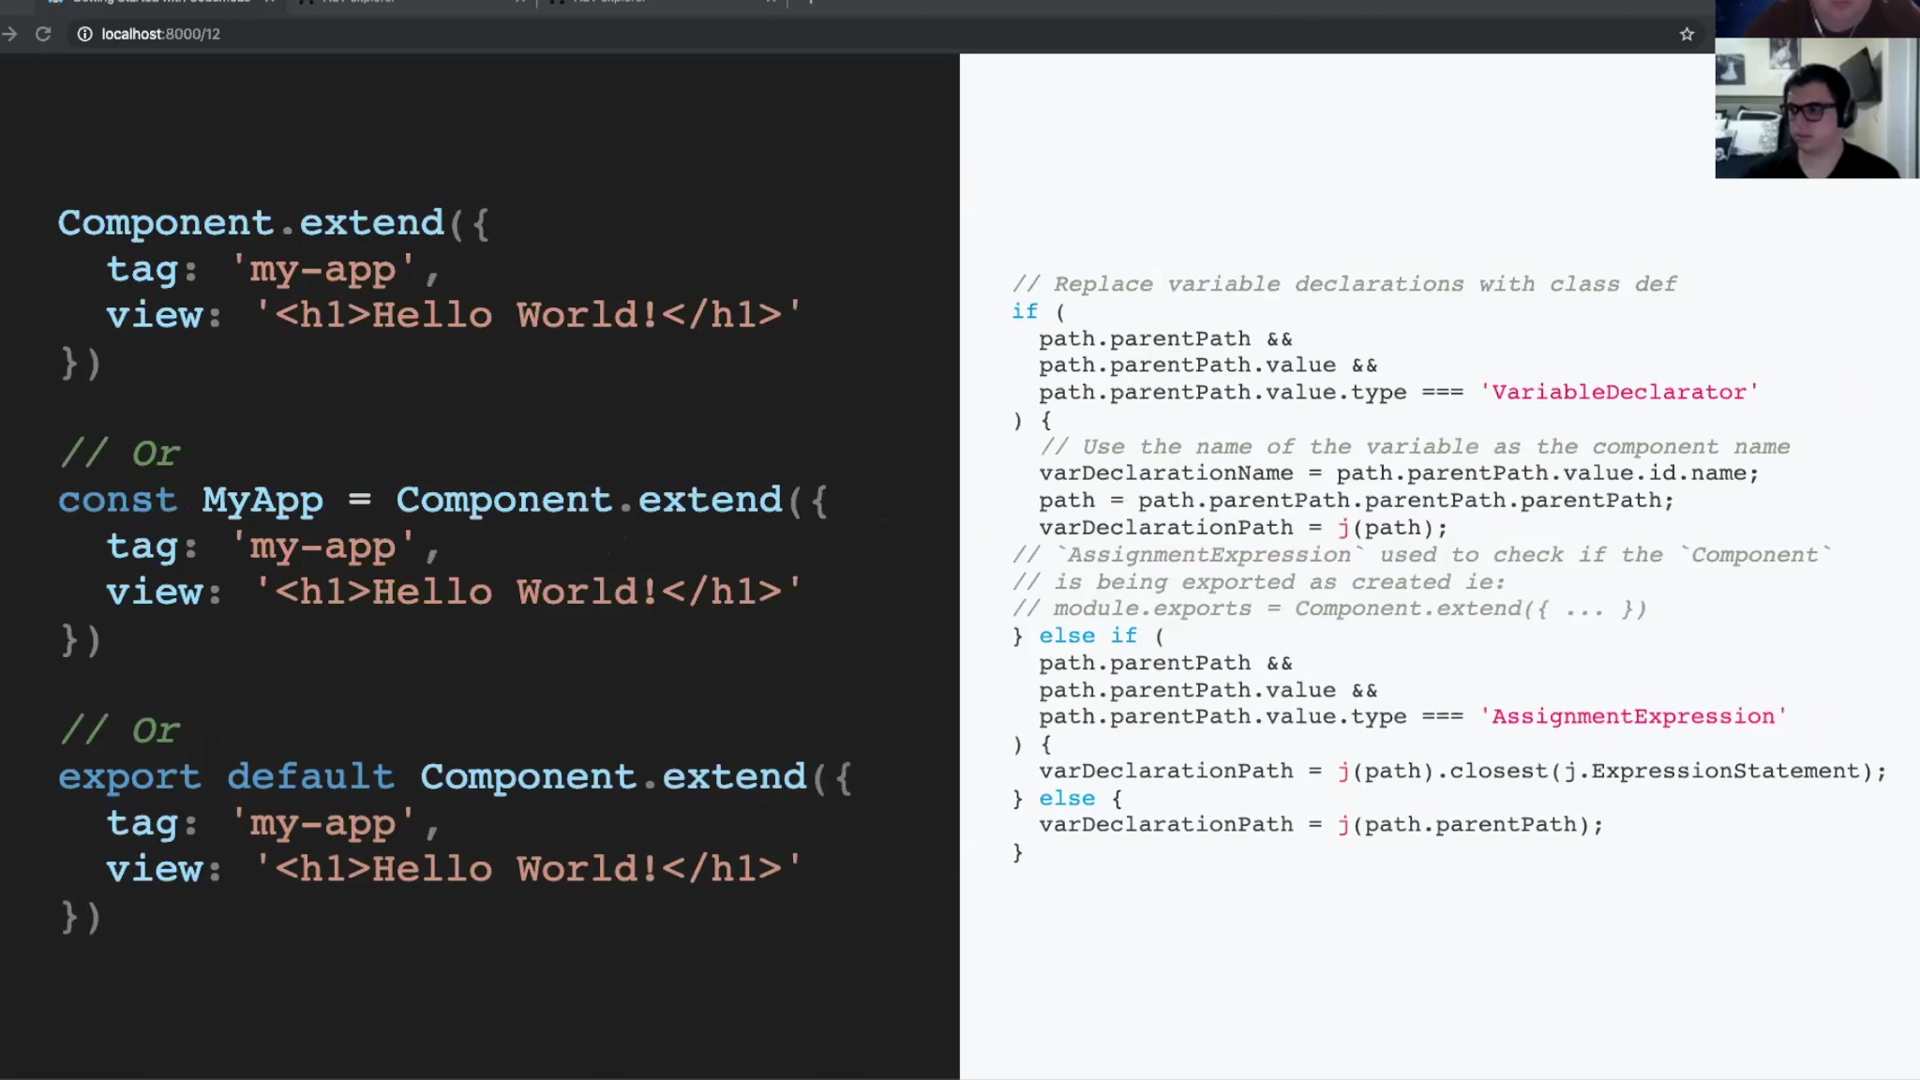 localhost:8000/12
Component.extend({
tag: 'my-app',
view: '<h1>Hello World!</h1>'
})
// Or
const MyApp = Component.extend({
tag: 'my-app',
view: '<h1>Hello World!</h1>'
})
// Or
export default Component.extend({
tag: 'my-app',
view: '<h1>Hello World!</h1>'
})
// Replace variable declarations with class def
if (
path.parentPath &&
path.parentPath.value &&
path.parentPath.value.type === 'VariableDeclarator'
) {
// Use the name of the variable as the component name
varDeclarationName = path.parentPath.value.id.name;
path = path.parentPath.parentPath.parentPath;
varDeclarationPath = j(path);
// `AssignmentExpression` used to check if the `Component`
// is being exported as created ie:
// module.exports = Component.extend({ ... })
} else if (
path.parentPath &&
path.parentPath.value &&
path.parentPath.value.type === 'AssignmentExpression'
) {
varDeclarationPath = j(path).closest(j.ExpressionStatement);
} else {
varDeclarationPath = j(path.parentPath);
}